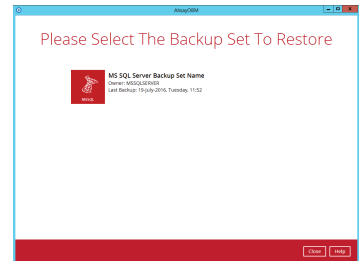 AhsayOBM
Please Select The Backup Set To Restore
MS SQL Server Backup Set Name
Owner: MSSQLSERVER
Last Backup: 19-July-2016, Tuesday, 11:52
MSSQL
Close
Help